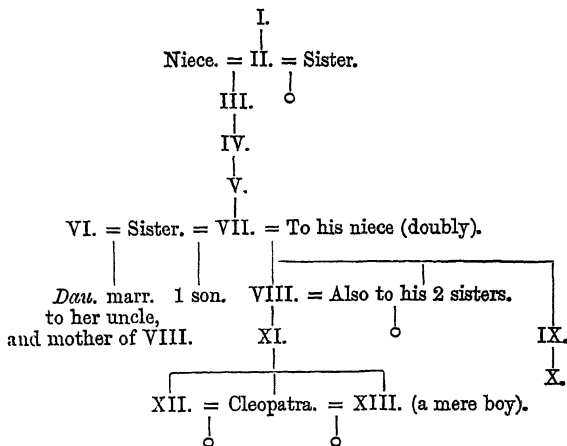 I.
Niece. = II. = Sister.
III.
IV.
V.
VI. = Sister. = VII. = To his niece (doubly).
Dau. marr. 1 son. VIII. = Also to his 2 sisters.
to her uncle,
and mother of VIII. XI. IX.
X.
XII. = Cleopatra. = XIII. (a mere boy).